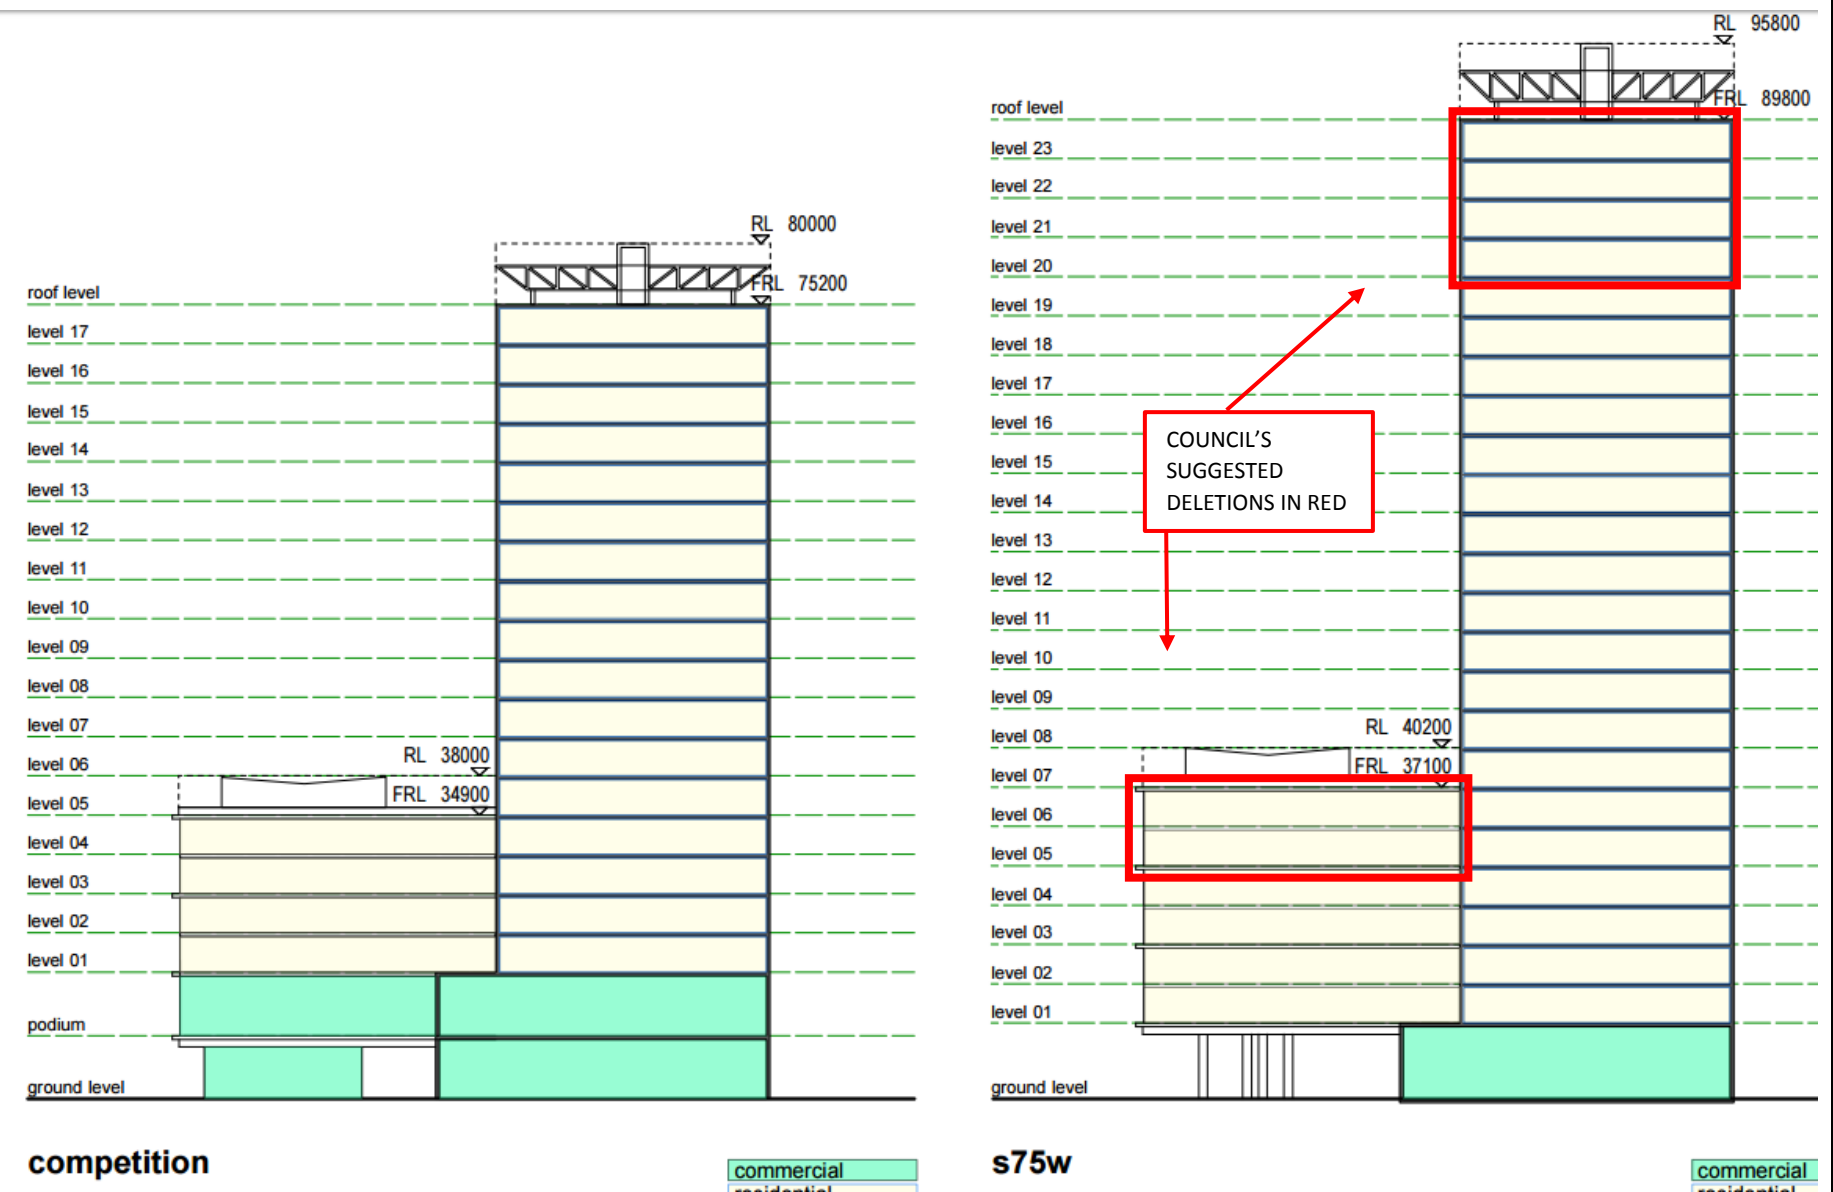 RL 80000
FRL 75200
roof level
level 17
level 16
level 15
level 14
level 13
level 12
level 11
level 10
level 09
level 08
level 07
level 06
RL 38000
level 05
FRL 34900
level 04
level 03
level 02
level 01
podium
ground level
competition
commercial
residential
RL 95800
FRL 89800
roof level
level 23
level 22
level 21
level 20
level 19
level 18
level 17
level 16
level 15
level 14
level 13
level 12
level 11
level 10
level 09
level 08
level 07
level 06
level 05
level 04
level 03
level 02
level 01
ground level
COUNCIL'S
SUGGESTED
DELETIONS IN RED
RL 40200
FRL 37100
s75w
commercial
residential